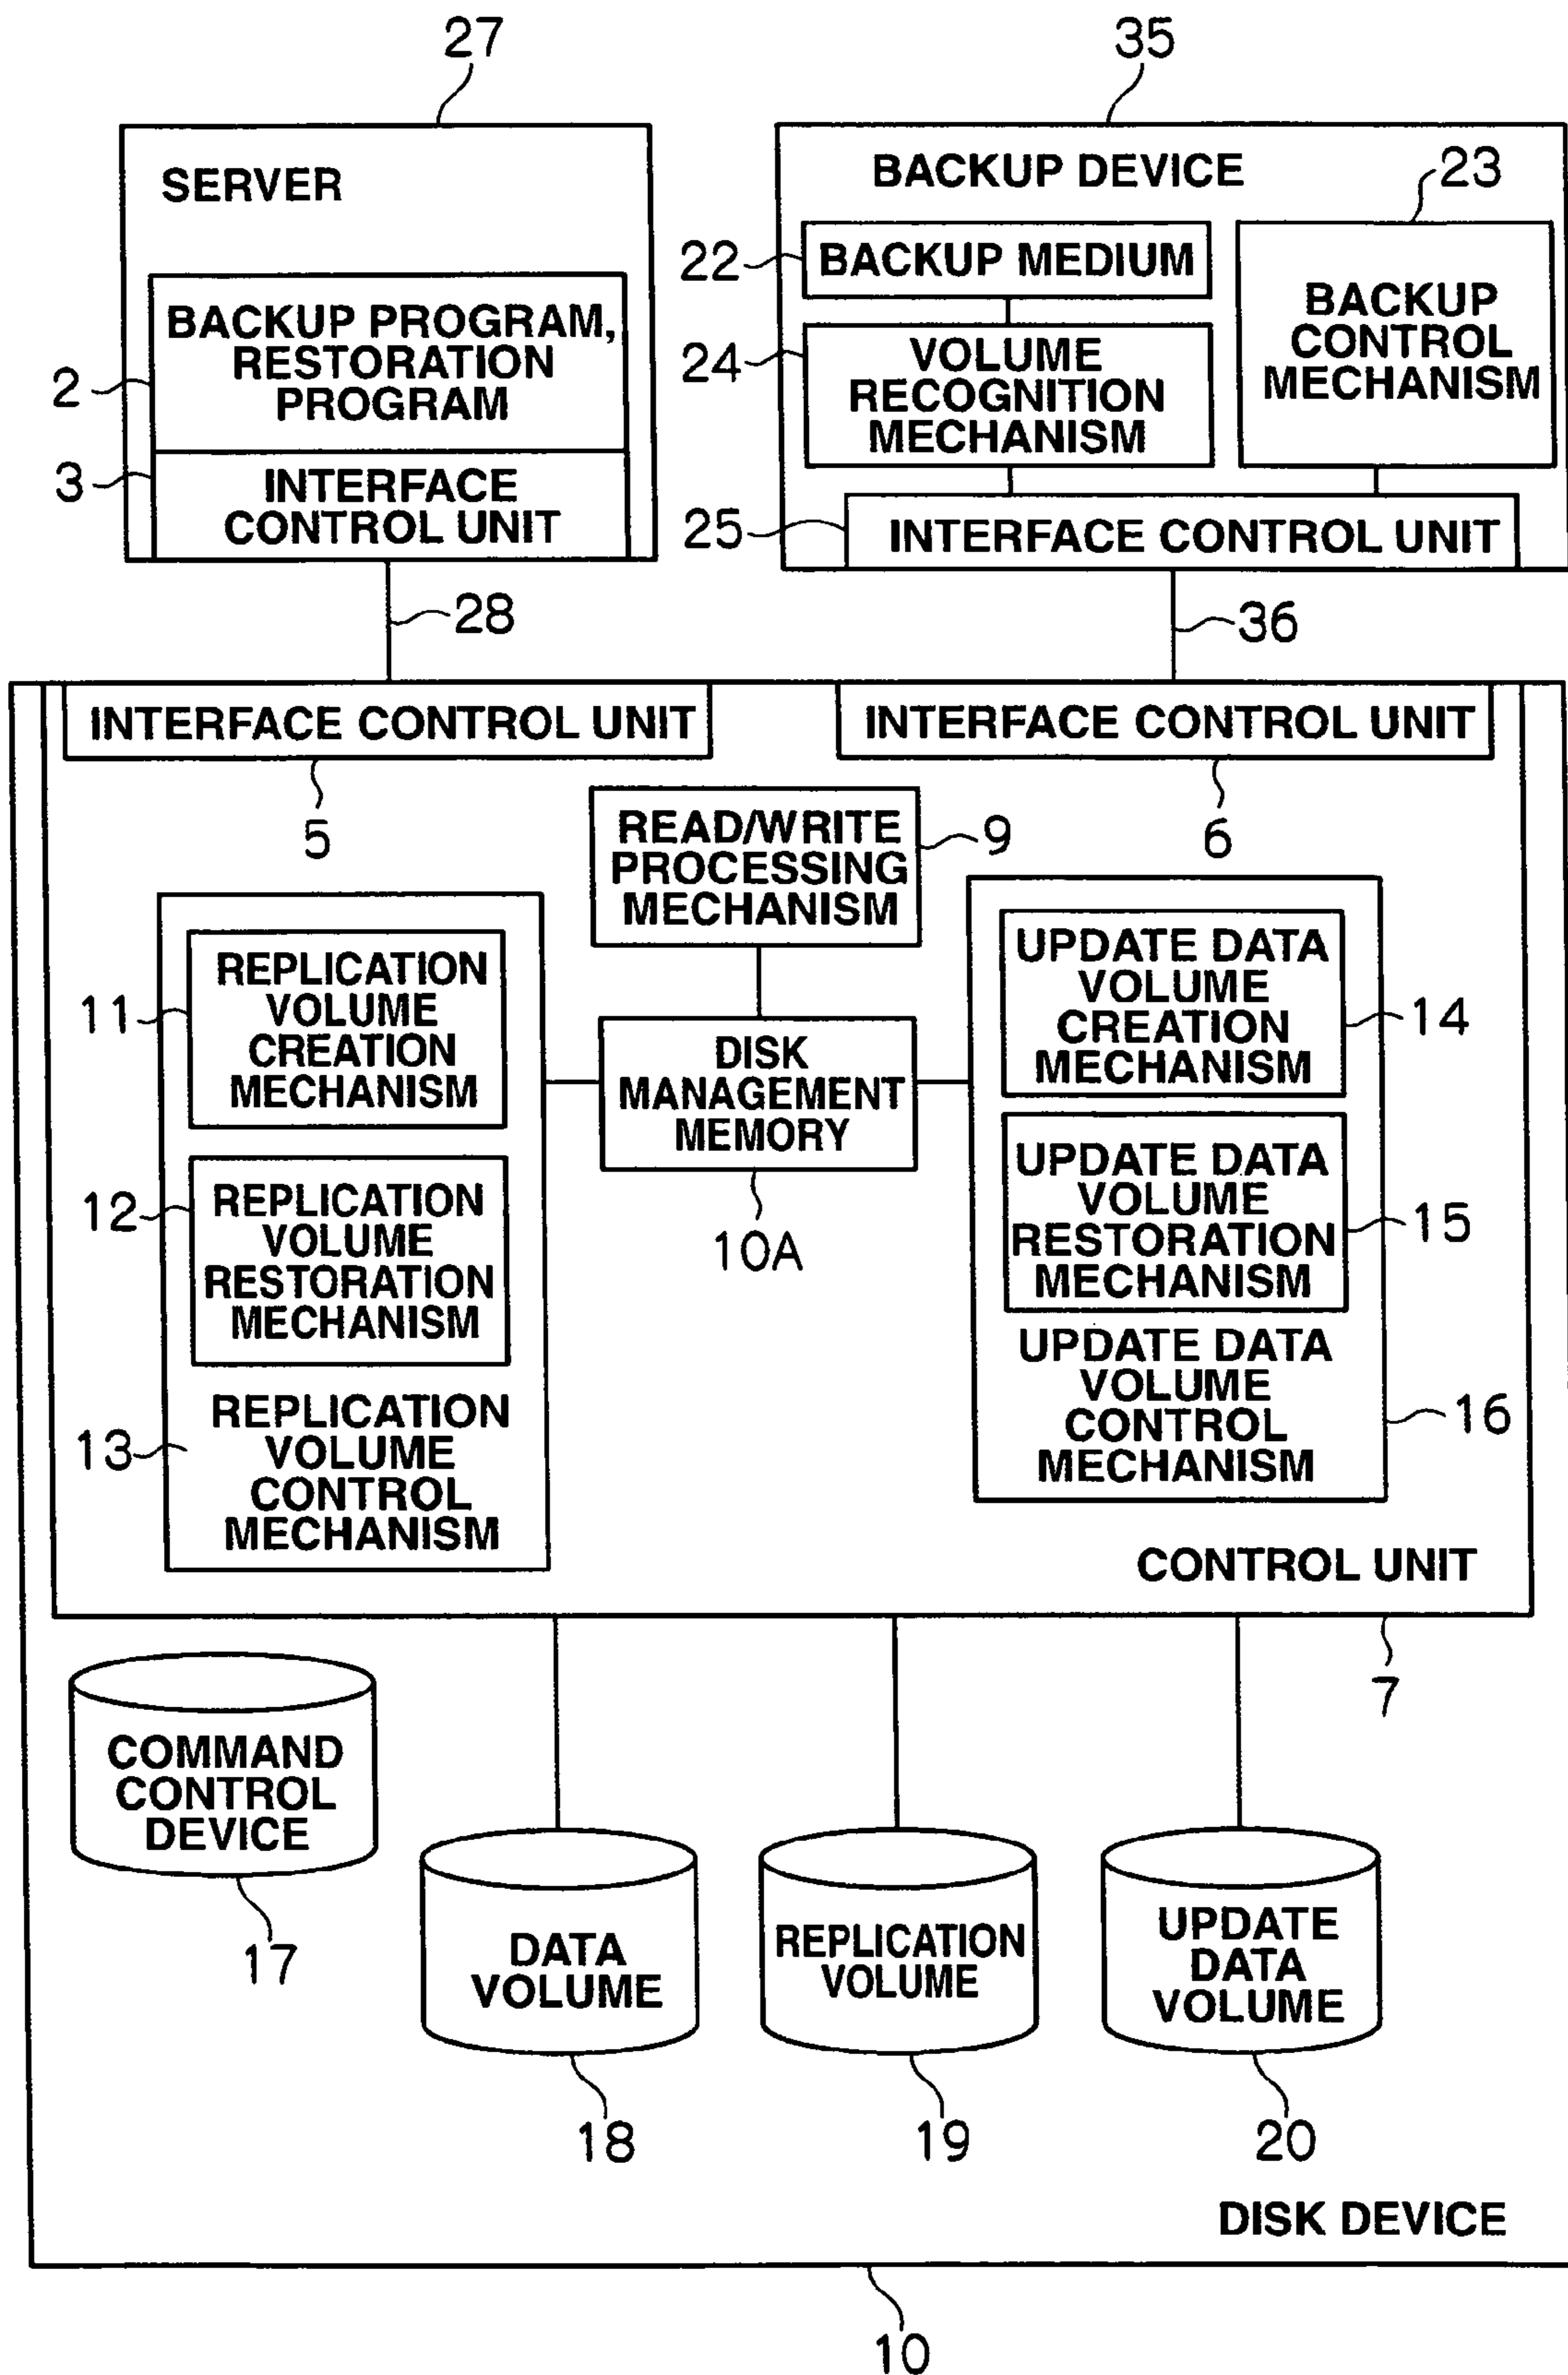 27
35
SERVER
BACKUP DEVICE
23
22
BACKUP MEDIUM
BACKUP PROGRAM,
RESTORATION
PROGRAM
2
24
VOLUME
RECOGNITION
MECHANISM
BACKUP
CONTROL
MECHANISM
3
INTERFACE
CONTROL UNIT
25
INTERFACE CONTROL UNIT
28
36
INTERFACE CONTROL UNIT
INTERFACE CONTROL UNIT
5
6
READ/WRITE
PROCESSING
MECHANISM
9
11
REPLICATION
VOLUME
CREATION
MECHANISM
DISK
MANAGEMENT
MEMORY
10A
UPDATE DATA
VOLUME
CREATION
MECHANISM
14
12
REPLICATION
VOLUME
RESTORATION
MECHANISM
UPDATE DATA
VOLUME
RESTORATION
MECHANISM
15
13
REPLICATION
VOLUME
CONTROL
MECHANISM
UPDATE DATA
VOLUME
CONTROL
MECHANISM
16
CONTROL UNIT
7
COMMAND
CONTROL
DEVICE
17
DATA
VOLUME
18
REPLICATION
VOLUME
19
UPDATE
DATA
VOLUME
20
DISK DEVICE
10